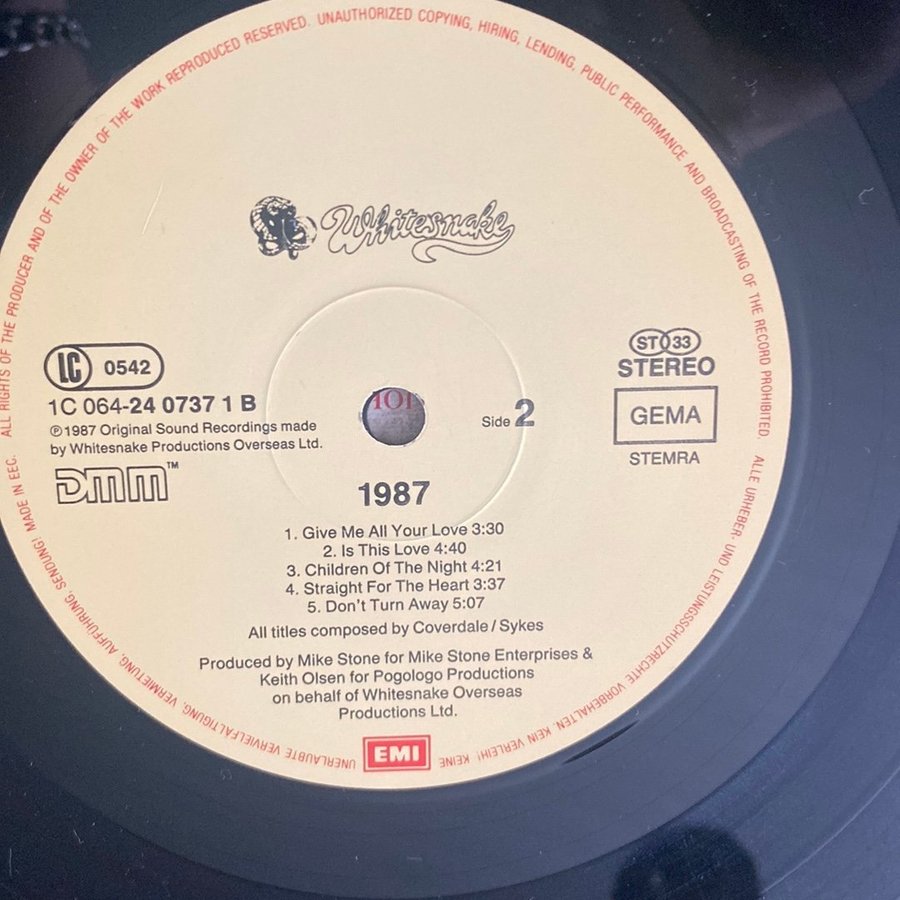 ALL RIGHTS OF THE PRODUCER AND OF THE OWNER OF THE WORK REPRODUCED RESERVED. UNAUTHORIZED COPYING, HIRING, LENDING, PUBLIC PERFORMANCE AND BROADCASTING OF THE RECORD PROHIBITED.
Whitesnake
LC 0542
1C 064-24 0737 1 B
℗1987 Original Sound Recordings made
by Whitesnake Productions Overseas Ltd.
DMM™
ST 33
STEREO
GEMA
STEMRA
Side 2
1987
1. Give Me All Your Love 3:30
2. Is This Love 4:40
3. Children Of The Night 4:21
4. Straight For The Heart 3:37
5. Don't Turn Away 5:07
All titles composed by Coverdale/Sykes
Produced by Mike Stone for Mike Stone Enterprises &
Keith Olsen for Pogologo Productions
on behalf of Whitesnake Overseas
Productions Ltd.
EMI
ALLE URHEBER- UND LEISTUNGSSCHUTZRECHTE VORBEHALTEN. KEIN VERLEIH! KEINE
UNERLAUBTE VERVIELFÄLTIGUNG, VERMIETUNG, AUFFÜHRUNG, SENDUNG! MADE IN EEC.